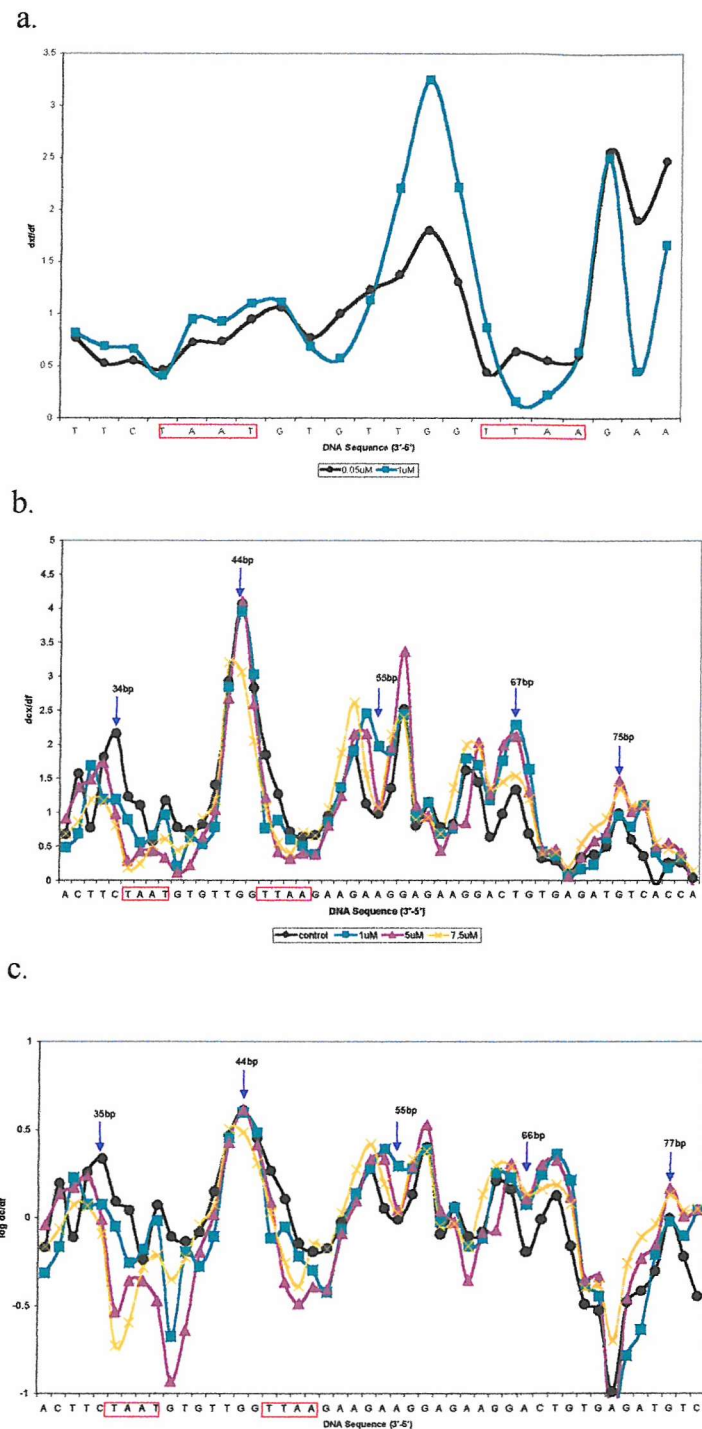 a.
3.5
3
2.5
2
1.5
1
0.5
0
T T C T A A T G T G T T G G T T A A G A A
DNA Sequence (3'-5')
0.05uM 1uM
b.
5
4.5
4
3.5
3
2.5
2
1.5
1
0.5
0
dcx/df
34bp
44bp
55bp
67bp
75bp
A C T T C T A A T G T G T T G G T T A A G A A G A A G G A G A A G G A C T G T G A G A T G T C A C C A
DNA Sequence (3'-5')
control 1uM 5uM 7.5uM
c.
1
0.5
0
-0.5
-1
log dc/df
35bp
44bp
55bp
66bp
77bp
A C T T C T A A T G T G T T G G T T A A G A A G A A G G A G A A G G A C T G T G A G A T G T C
DNA Sequence (3'-5')